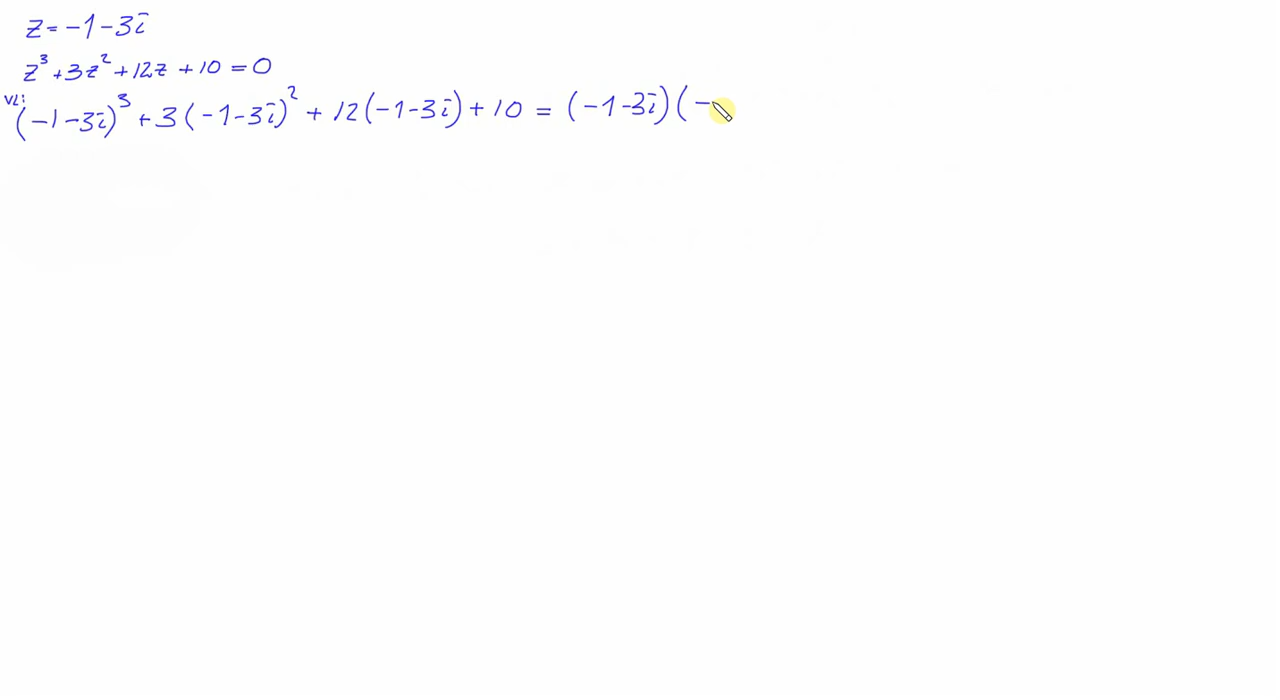 z = -1 - 3i
z³ + 3z² + 12z + 10 = 0
VL:
(-1 - 3i)³ + 3(-1 - 3i)² + 12(-1 - 3i) + 10 = (-1 - 3i)(-